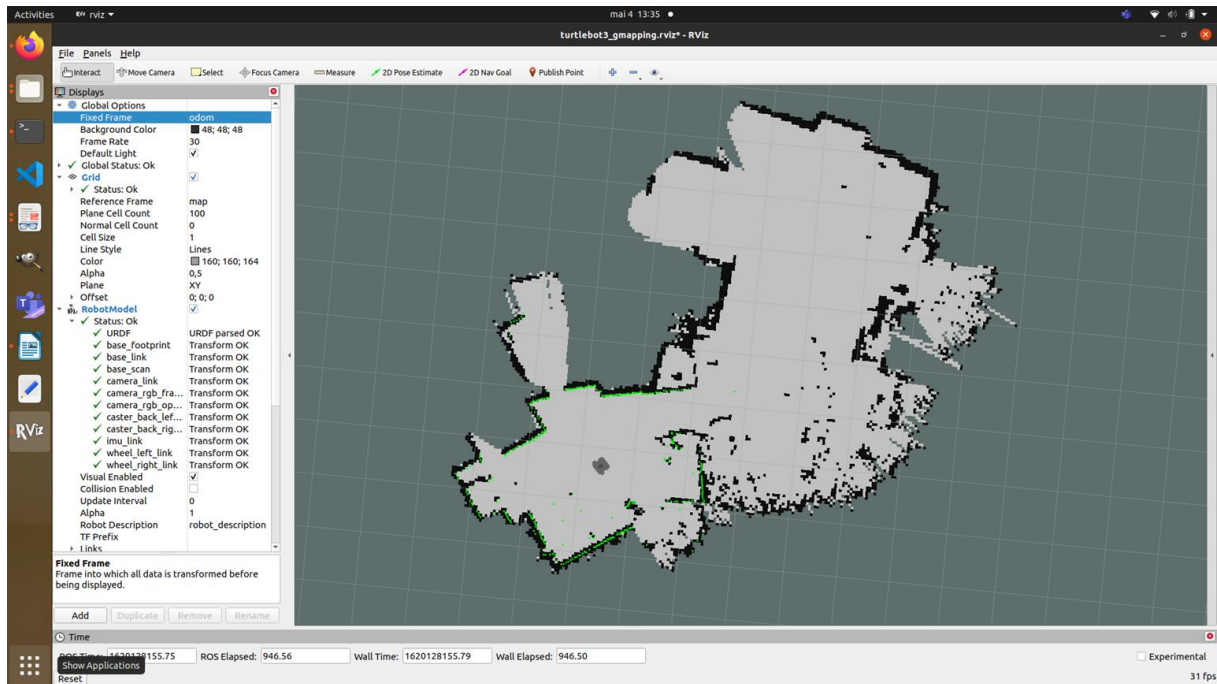 Activities RViz rviz mai 4 13:35
turtlebot3_gmapping.rviz* - RViz
File Panels Help
Interact Move Camera Select Focus Camera Measure 2D Pose Estimate 2D Nav Goal Publish Point
Displays
Global Options
Fixed Frame odom
Background Color 48; 48; 48
Frame Rate 30
Default Light
Global Status: Ok
Grid
Status: Ok
Reference Frame map
Plane Cell Count 100
Normal Cell Count 0
Cell Size 1
Line Style Lines
Color 160; 160; 164
Alpha 0,5
Plane XY
Offset 0; 0; 0
RobotModel
Status: Ok
URDF URDF parsed OK
base_footprint Transform OK
base_link Transform OK
base_scan Transform OK
camera_link Transform OK
camera_rgb_fra... Transform OK
camera_rgb_op... Transform OK
caster_back_lef... Transform OK
caster_back_rig... Transform OK
imu_link Transform OK
wheel_left_link Transform OK
wheel_right_link Transform OK
Visual Enabled
Collision Enabled
Update Interval 0
Alpha 1
Robot Description robot_description
TF Prefix
Links
Fixed Frame
Frame into which all data is transformed before
being displayed.
Add Duplicate Remove Rename
Time
ROS Time: 1620128155.75 ROS Elapsed: 946.56 Wall Time: 1620128155.79 Wall Elapsed: 946.50 Experimental
Show Applications
Reset 31 fps
RViz